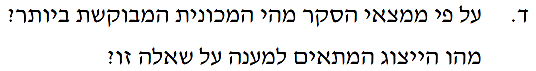 ד. על פי ממצאי הסקר מהי המכונית המבוקשת ביותר?
מהו הייצוג המתאים למענה על שאלה זו?